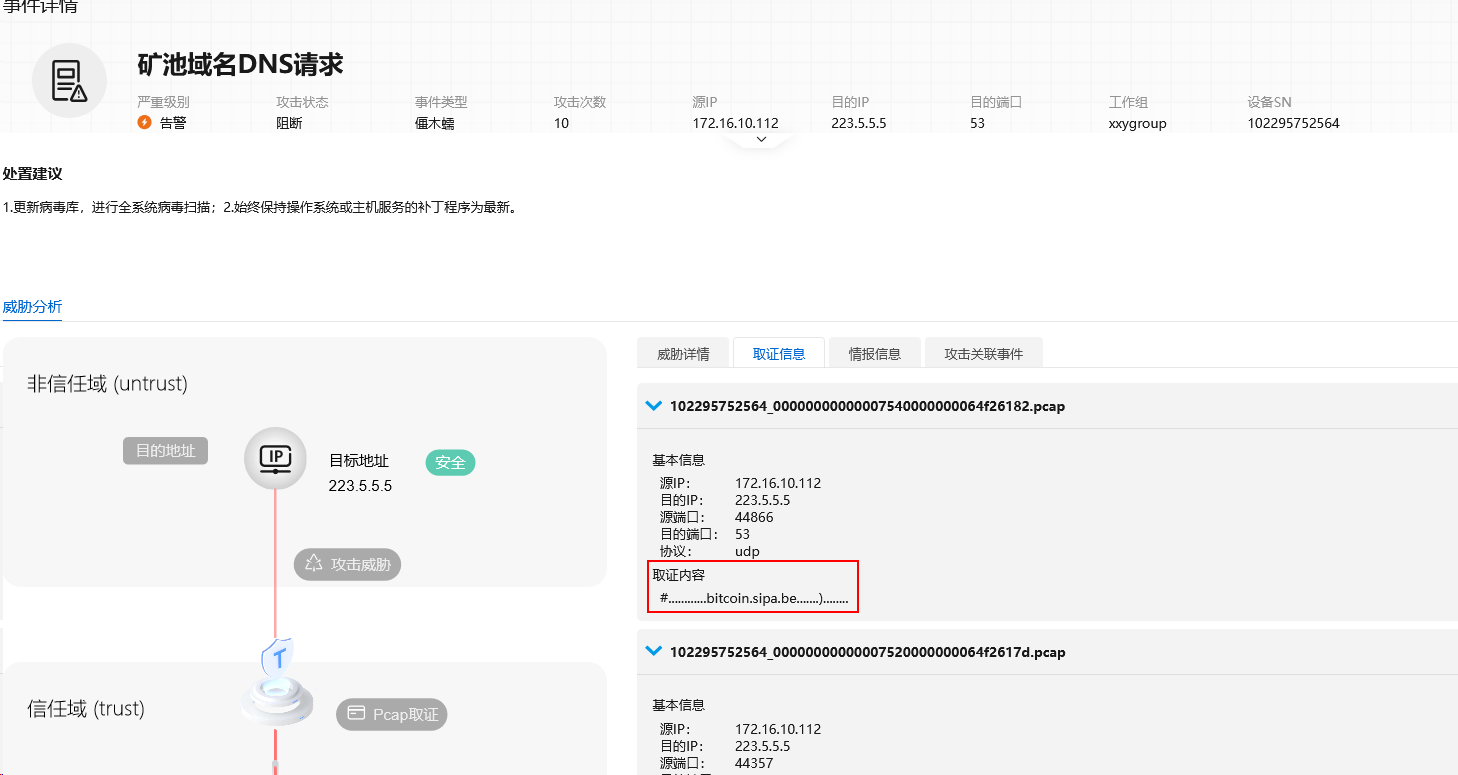 事件详情
矿池域名DNS请求
严重级别 攻击状态 事件类型 攻击次数 源IP 目的IP 目的端口 工作组 设备SN
告警 阻断 僵木蠕 10 172.16.10.112 223.5.5.5 53 xxygroup 102295752564
处置建议
1.更新病毒库，进行全系统病毒扫描；2.始终保持操作系统或主机服务的补丁程序为最新。
威胁分析
非信任域 (untrust)
目的地址
IP
目标地址
223.5.5.5
安全
攻击威胁
T
信任域 (trust)
Pcap取证
威胁详情 取证信息 情报信息 攻击关联事件
102295752564_00000000000007540000000064f26182.pcap
基本信息
源IP： 172.16.10.112
目的IP： 223.5.5.5
源端口： 44866
目的端口： 53
协议： udp
取证内容
#............bitcoin.sipa.be.......)........
102295752564_00000000000007520000000064f2617d.pcap
基本信息
源IP： 172.16.10.112
目的IP： 223.5.5.5
源端口： 44357